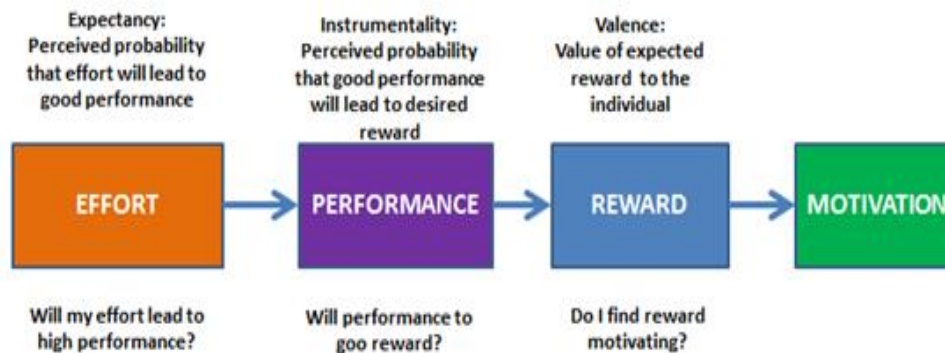 Expectancy:
Perceived probability
that effort will lead to
good performance
Instrumentality:
Perceived probability
that good performance
will lead to desired
reward
Valence:
Value of expected
reward to the
individual
EFFORT
PERFORMANCE
REWARD
MOTIVATION
Will my effort lead to
high performance?
Will performance to
goo reward?
Do I find reward
motivating?